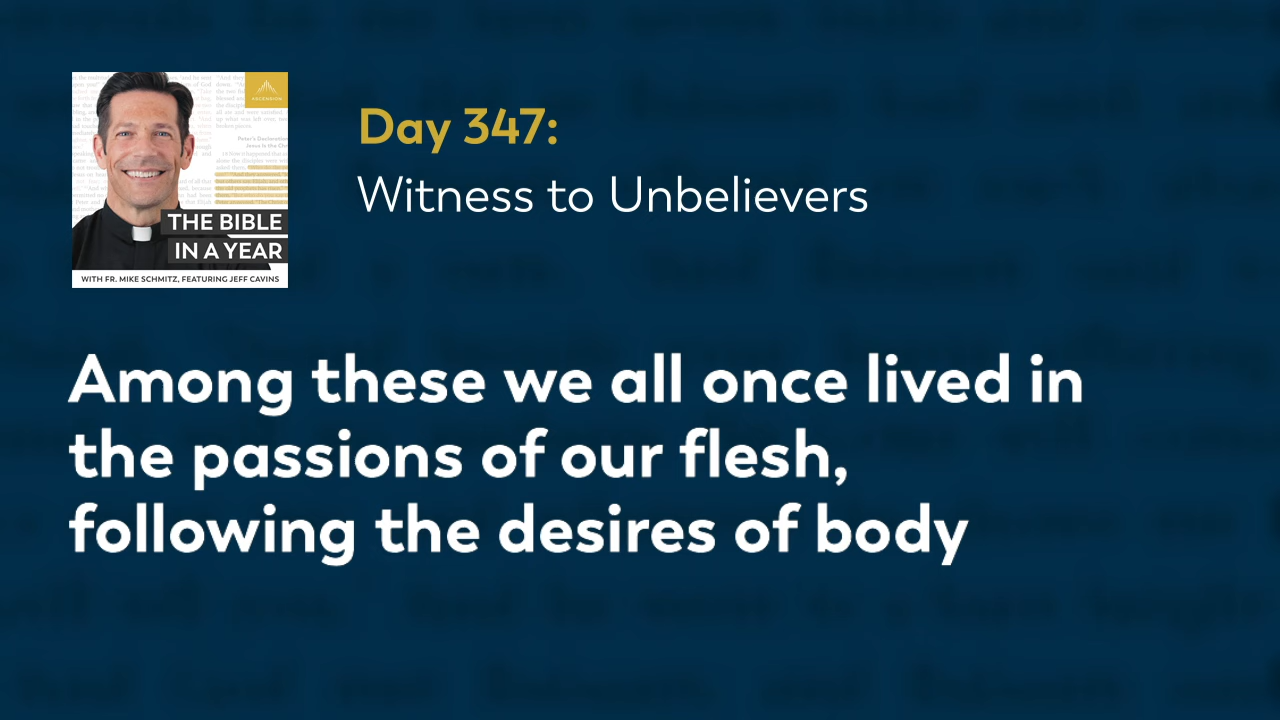 ASCENSION
THE BIBLE
IN A YEAR
WITH FR. MIKE SCHMITZ, FEATURING JEFF CAVINS
Day 347:
Witness to Unbelievers
Among these we all once lived in
the passions of our flesh,
following the desires of body